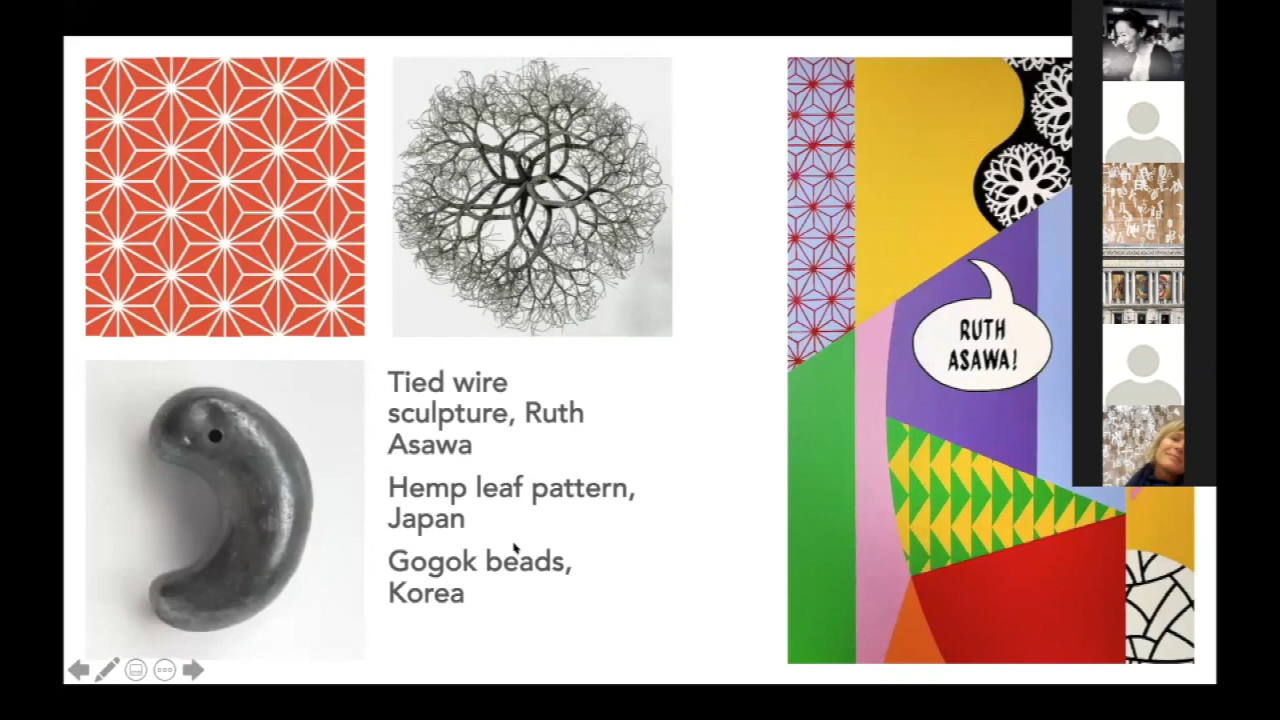 Tied wire
sculpture, Ruth
Asawa
Hemp leaf pattern,
Japan
Gogok beads,
Korea
RUTH
ASAWA!